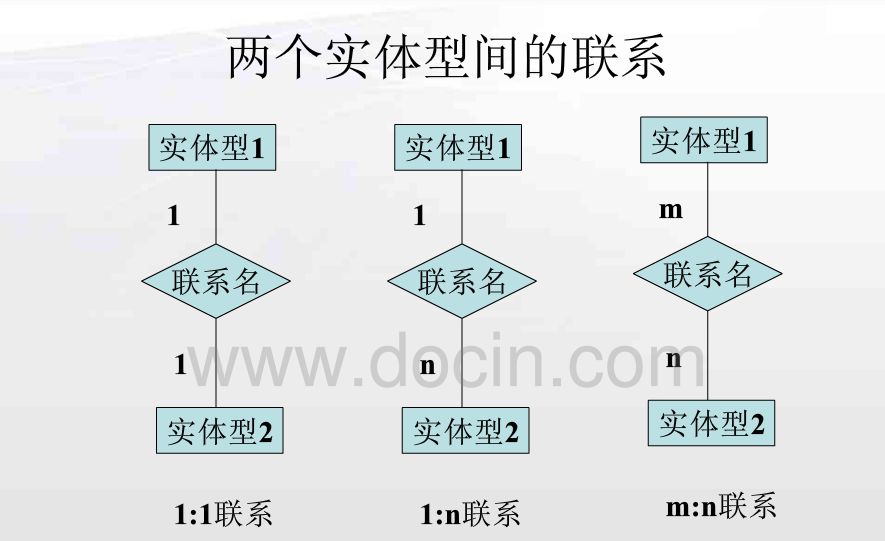 两个实体型间的联系
实体型1 实体型1 实体型1
1 1 m
联系名 联系名 联系名
1 n n
www.docin.com
实体型2 实体型2 实体型2
1:1联系 1:n联系 m:n联系